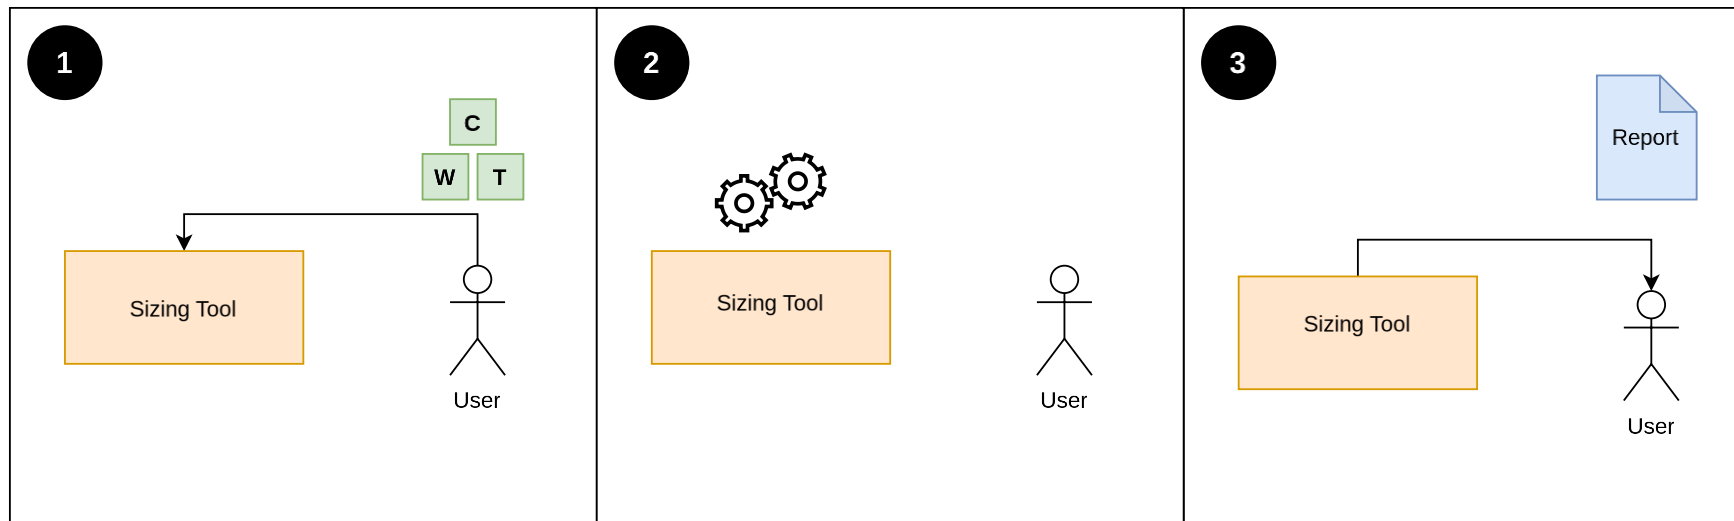 1
C
W T
Sizing Tool
User
2
Sizing Tool
User
3
Report
Sizing Tool
User